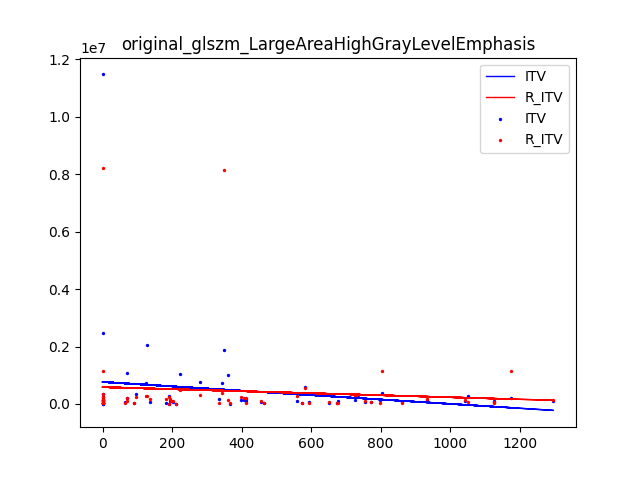 original_glszm_LargeAreaHighGrayLevelEmphasis
1e7
1.2
1.0
0.8
0.6
0.4
0.2
0.0
ITV
R_ITV
ITV
R_ITV
0 200 400 600 800 1000 1200